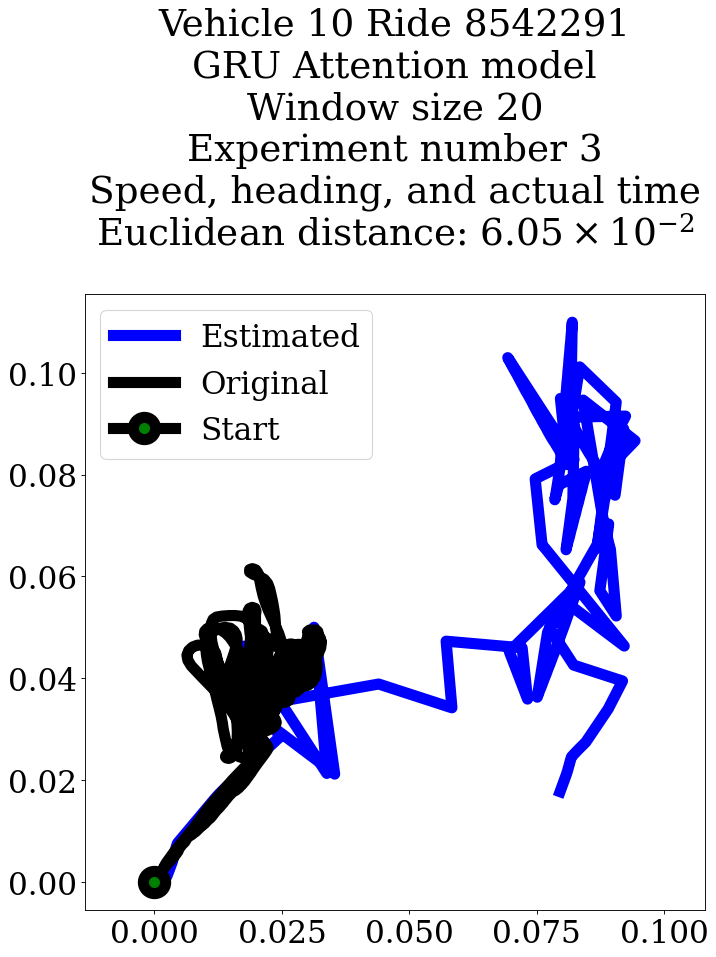 Vehicle 10 Ride 8542291
GRU Attention model
Window size 20
Experiment number 3
Speed, heading, and actual time
Euclidean distance: 6.05 × 10⁻²
Estimated
Original
Start
0.10
0.08
0.06
0.04
0.02
0.00
0.000 0.025 0.050 0.075 0.100